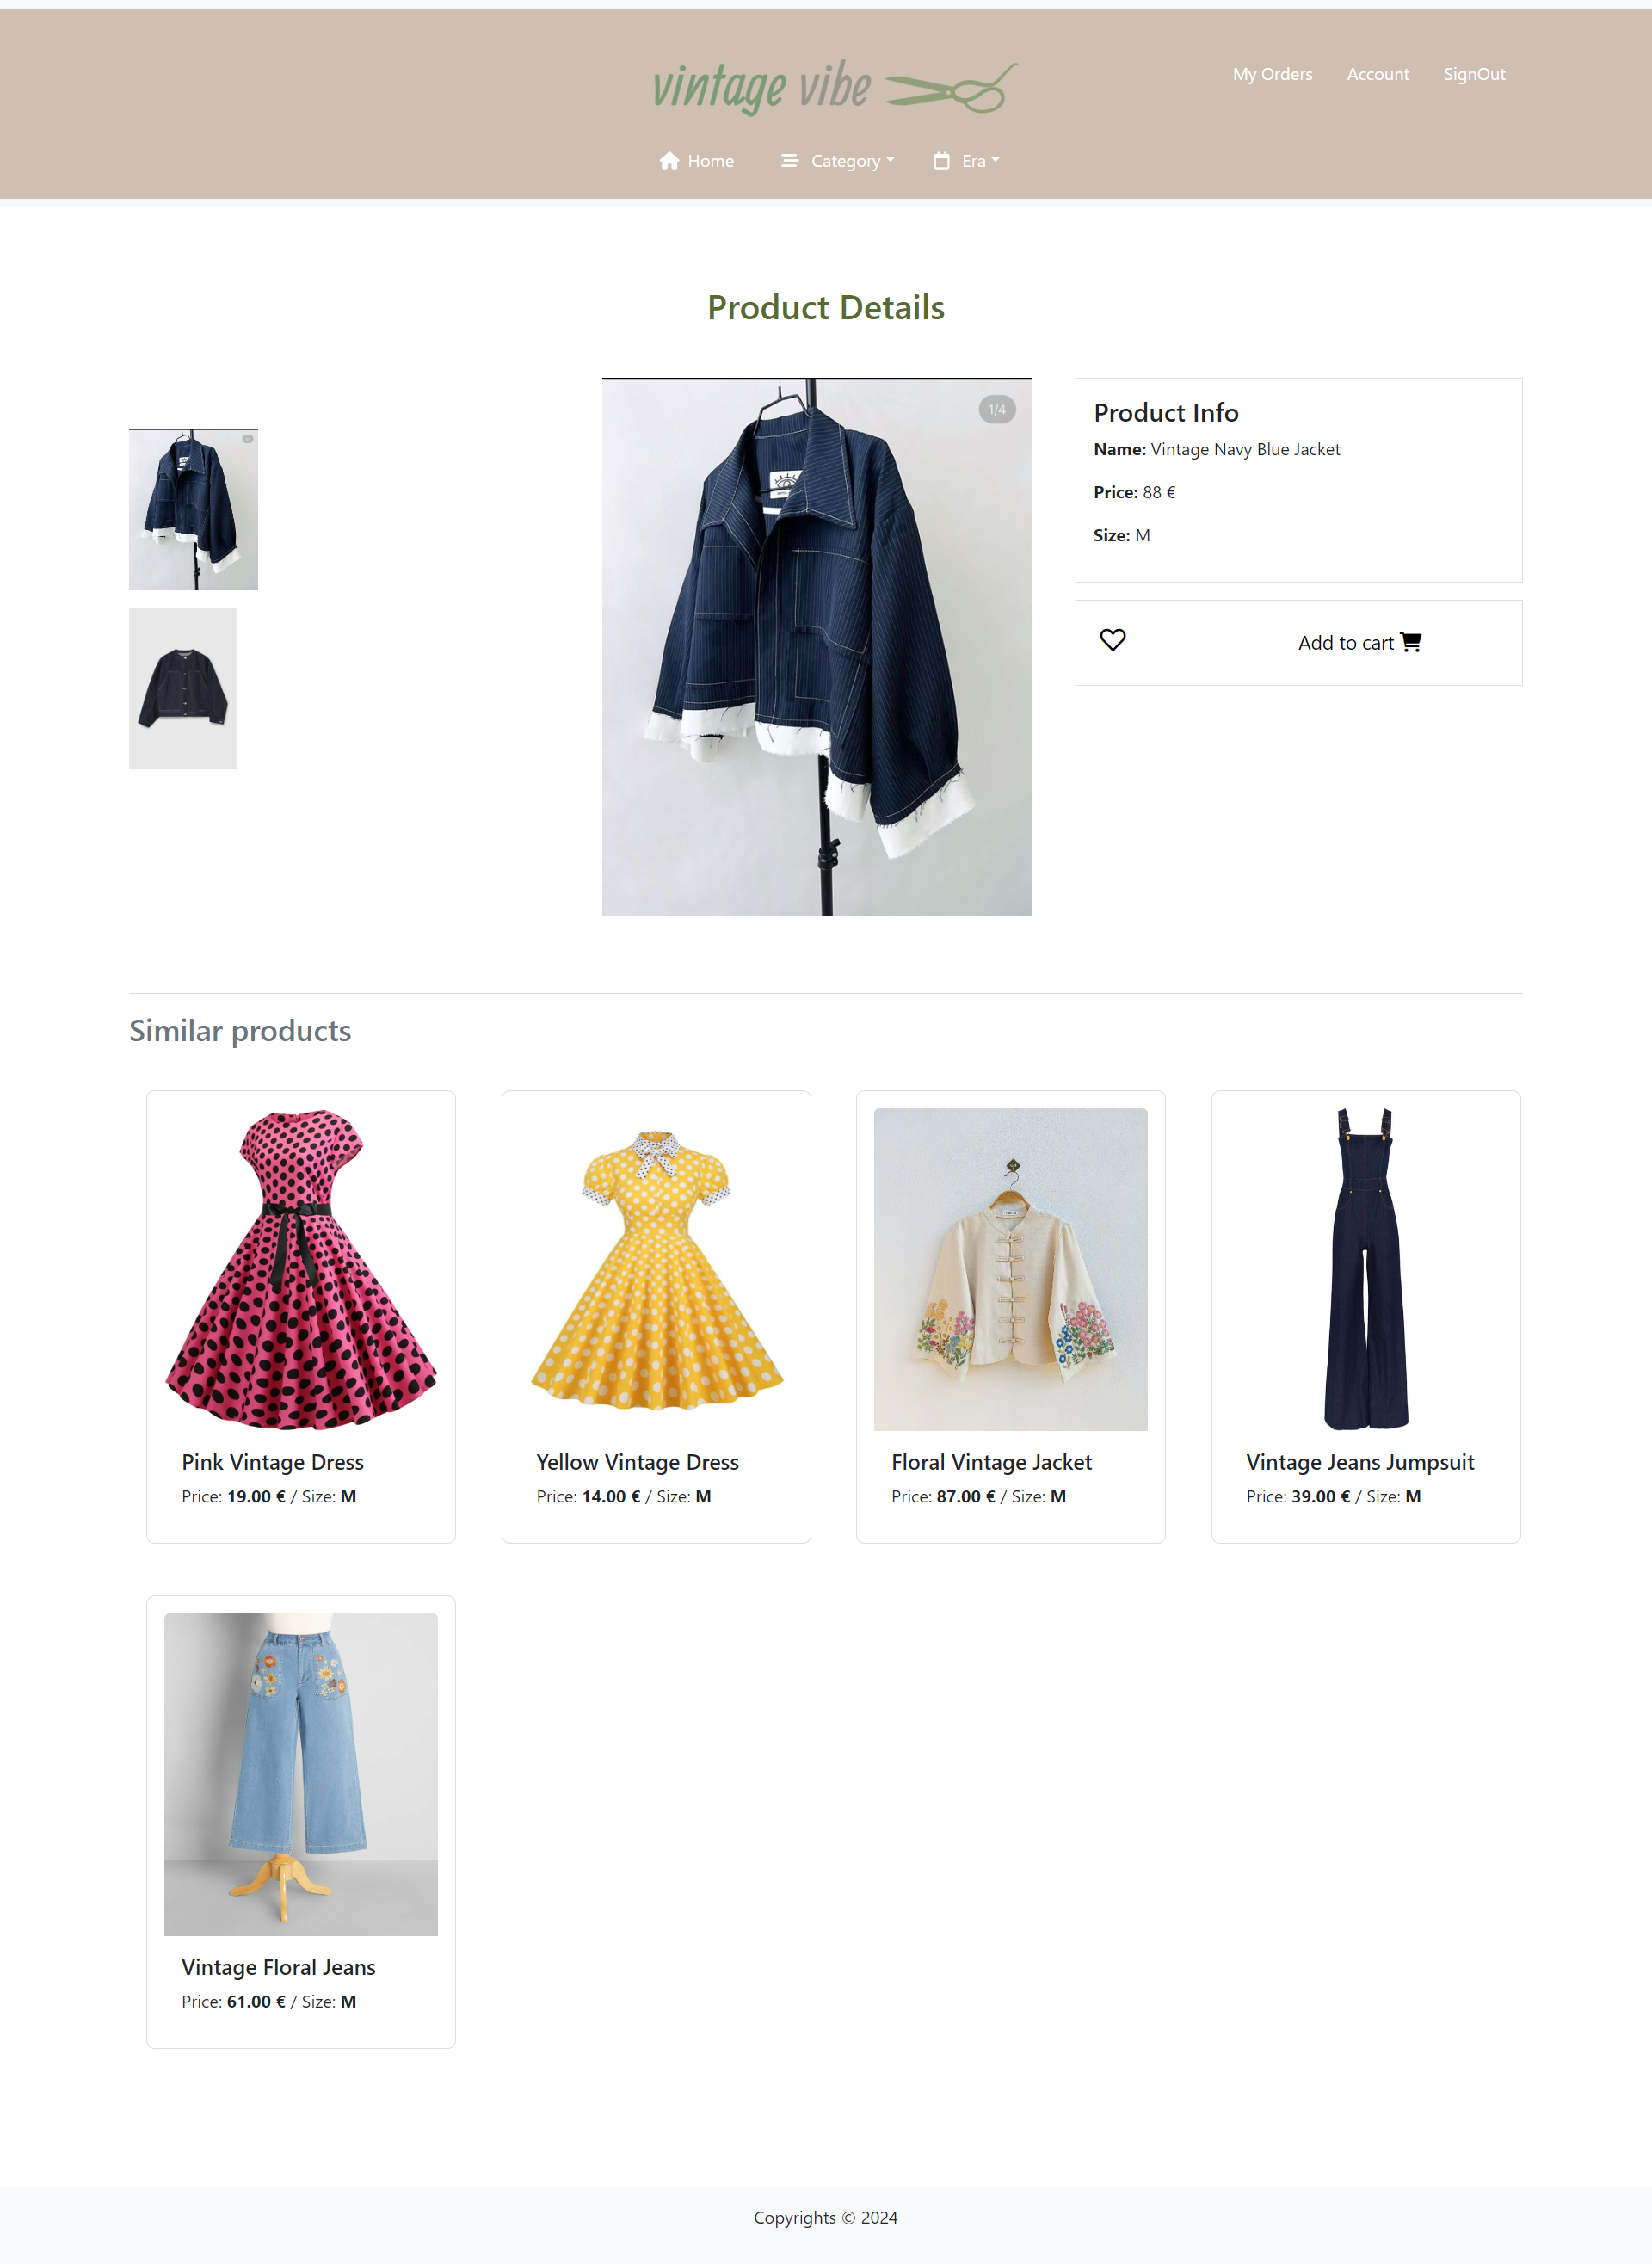 vintage vibe
My Orders Account SignOut
Home Category Era
Product Details
1/4
Product Info
Name: Vintage Navy Blue Jacket
Price: 88 €
Size: M
Add to cart
Similar products
Pink Vintage Dress
Price: 19.00 € / Size: M
Yellow Vintage Dress
Price: 14.00 € / Size: M
Floral Vintage Jacket
Price: 87.00 € / Size: M
Vintage Jeans Jumpsuit
Price: 39.00 € / Size: M
Vintage Floral Jeans
Price: 61.00 € / Size: M
Copyrights © 2024